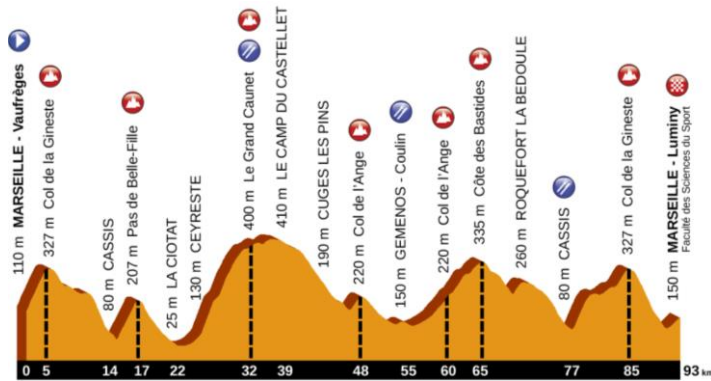 110 m MARSEILLE - Vaufrèges
327 m Col de la Gineste
80 m CASSIS
207 m Pas de Belle-Fille
25 m LA CIOTAT
130 m CEYRESTE
400 m Le Grand Caunet
410 m LE CAMP DU CASTELLET
190 m CUGES LES PINS
220 m Col de l'Ange
150 m GEMENOS - Coulin
220 m Col de l'Ange
335 m Côte des Bastides
260 m ROQUEFORT LA BEDOULE
80 m CASSIS
327 m Col de la Gineste
150 m MARSEILLE - Luminy
Faculté des Sciences du Sport
0 5 14 17 22 32 39 48 55 60 65 77 85 93 km